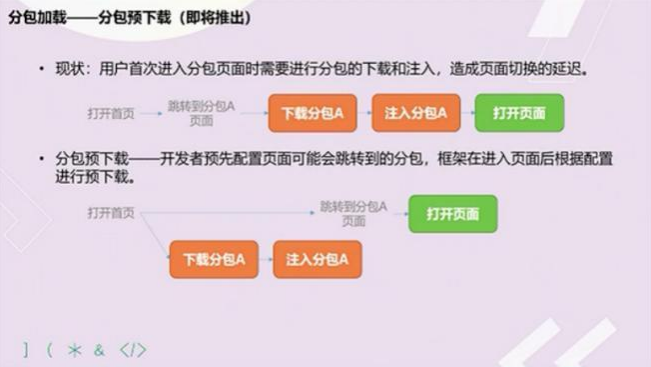 分包加载——分包预下载（即将推出）
• 现状：用户首次进入分包页面时需要进行分包的下载和注入，造成页面切换的延迟。
打开首页 跳转到分包A 下载分包A 注入分包A 打开页面
页面
• 分包预下载——开发者预先配置页面可能会跳转到的分包，框架在进入页面后根据配置
进行预下载。
打开首页 跳转到分包A 打开页面
页面
下载分包A 注入分包A
] ( * & </>